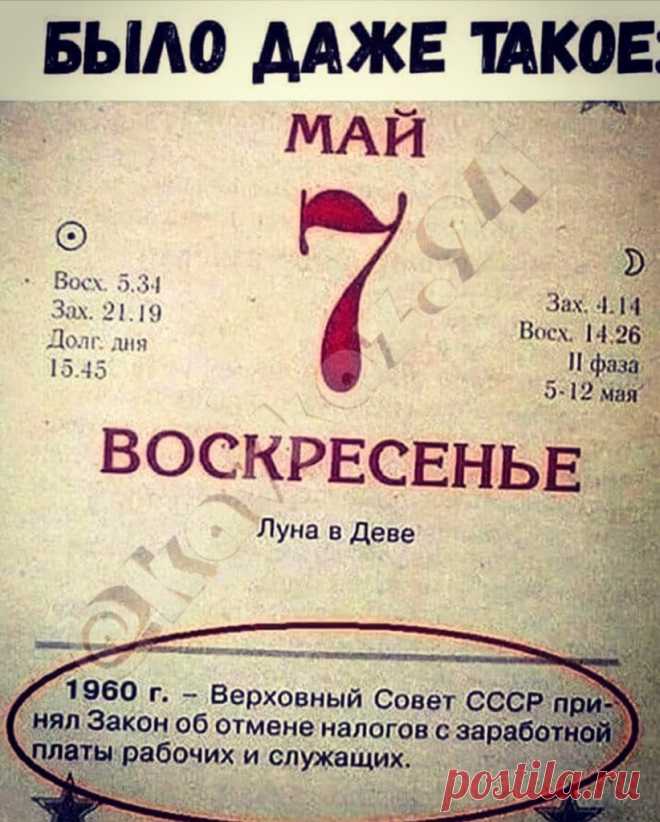 БЫЛО ДАЖЕ ТАКОЕ:
МАЙ
7
Восх. 5.34
Зах. 21.19
Долг. дня
15.45
Зах. 4.14
Восх. 14.26
II фаза
5-12 мая
ВОСКРЕСЕНЬЕ
Луна в Деве
1960 г. – Верховный Совет СССР при-
нял Закон об отмене налогов с заработной
платы рабочих и служащих.
postila.ru